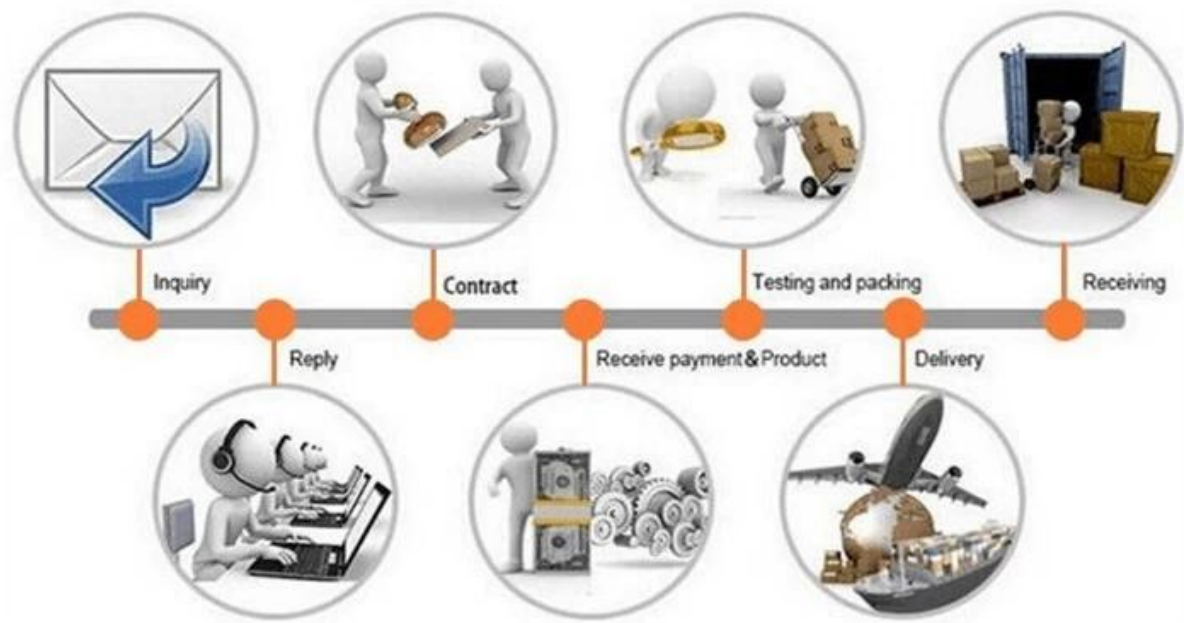 Inquiry
Reply
Contract
Receive payment & Product
Testing and packing
Delivery
Receiving